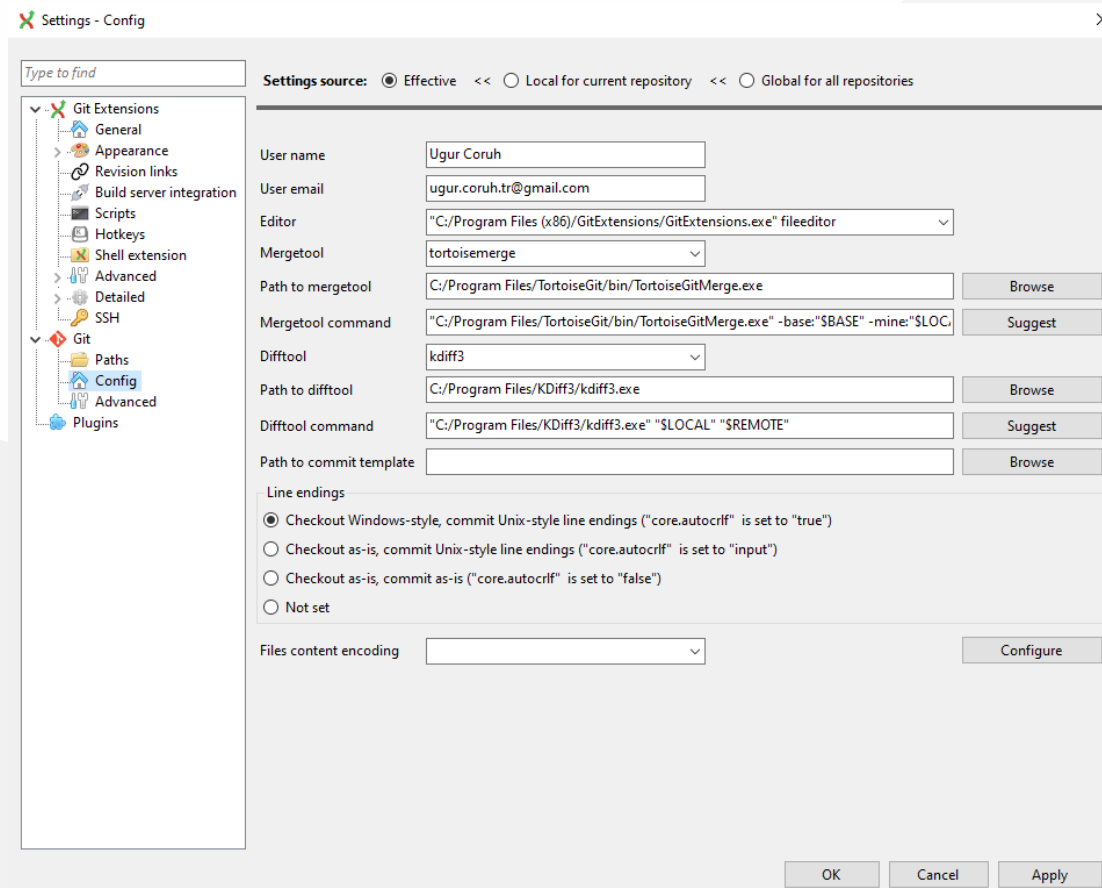 Settings - Config
Type to find
Git Extensions
General
Appearance
Revision links
Build server integration
Scripts
Hotkeys
Shell extension
Advanced
Detailed
SSH
Git
Paths
Config
Advanced
Plugins
Settings source: Effective << Local for current repository << Global for all repositories
User name Ugur Coruh
User email ugur.coruh.tr@gmail.com
Editor "C:/Program Files (x86)/GitExtensions/GitExtensions.exe" fileeditor
Mergetool tortoisemerge
Path to mergetool C:/Program Files/TortoiseGit/bin/TortoiseGitMerge.exe Browse
Mergetool command "C:/Program Files/TortoiseGit/bin/TortoiseGitMerge.exe" -base:"$BASE" -mine:"$LOC Suggest
Difftool kdiff3
Path to difftool C:/Program Files/KDiff3/kdiff3.exe Browse
Difftool command "C:/Program Files/KDiff3/kdiff3.exe" "$LOCAL" "$REMOTE" Suggest
Path to commit template Browse
Line endings
Checkout Windows-style, commit Unix-style line endings ("core.autocrlf" is set to "true")
Checkout as-is, commit Unix-style line endings ("core.autocrlf" is set to "input")
Checkout as-is, commit as-is ("core.autocrlf" is set to "false")
Not set
Files content encoding Configure
OK Cancel Apply